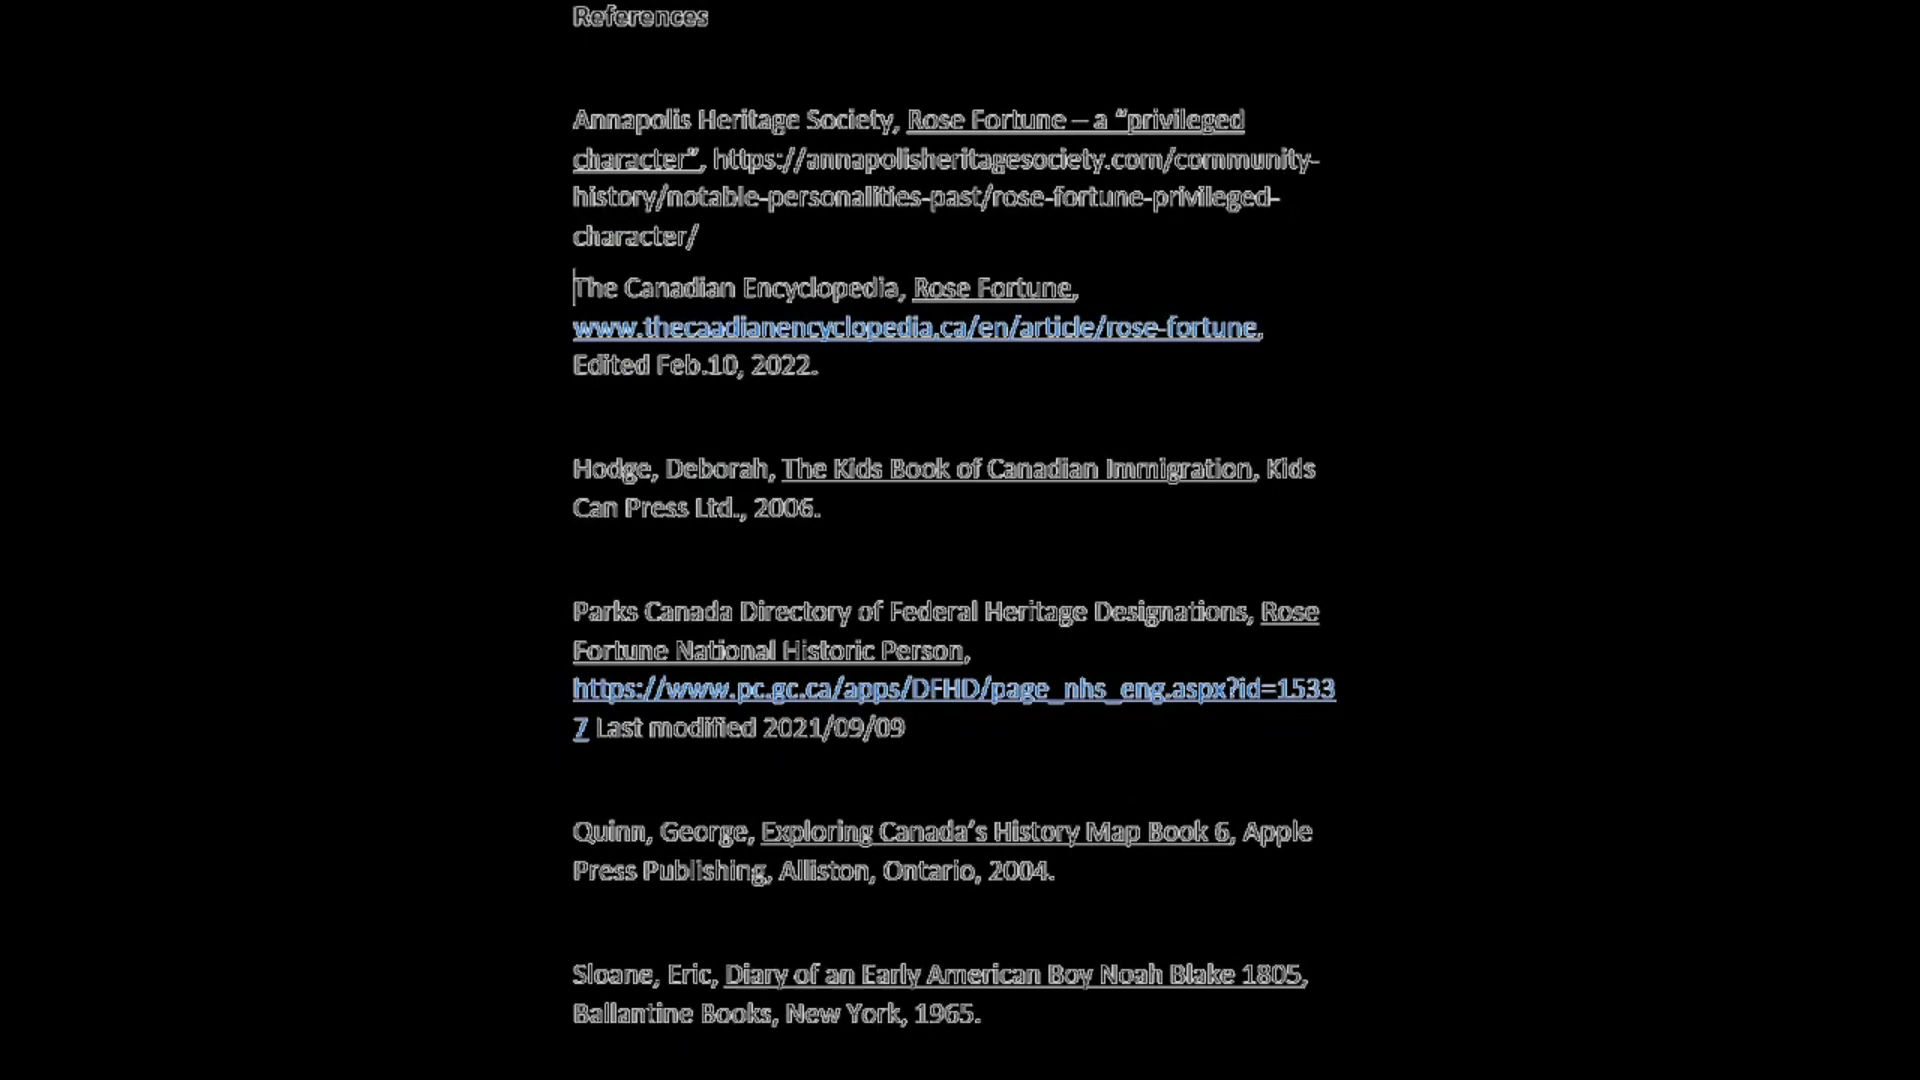 References
Annapolis Heritage Society, Rose Fortune – a “privileged
character”, https://annapolisheritagesociety.com/community-
history/notable-personalities-past/rose-fortune-privileged-
character/
The Canadian Encyclopedia, Rose Fortune,
www.thecaadianencyclopedia.ca/en/article/rose-fortune,
Edited Feb.10, 2022.
Hodge, Deborah, The Kids Book of Canadian Immigration, Kids
Can Press Ltd., 2006.
Parks Canada Directory of Federal Heritage Designations, Rose
Fortune National Historic Person,
https://www.pc.gc.ca/apps/DFHD/page_nhs_eng.aspx?id=1533
7 Last modified 2021/09/09
Quinn, George, Exploring Canada’s History Map Book 6, Apple
Press Publishing, Alliston, Ontario, 2004.
Sloane, Eric, Diary of an Early American Boy Noah Blake 1805,
Ballantine Books, New York, 1965.